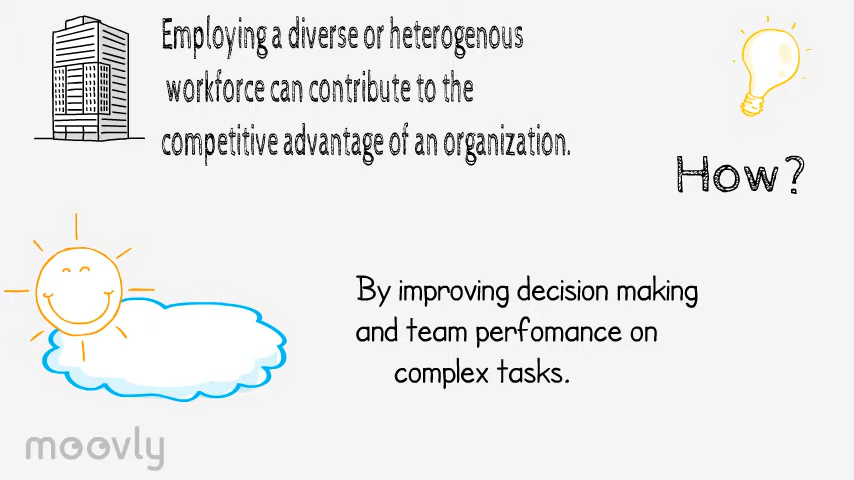 Employing a diverse or heterogenous
workforce can contribute to the
competitive advantage of an organization.
How?
By improving decision making
and team perfomance on
complex tasks.
moovly